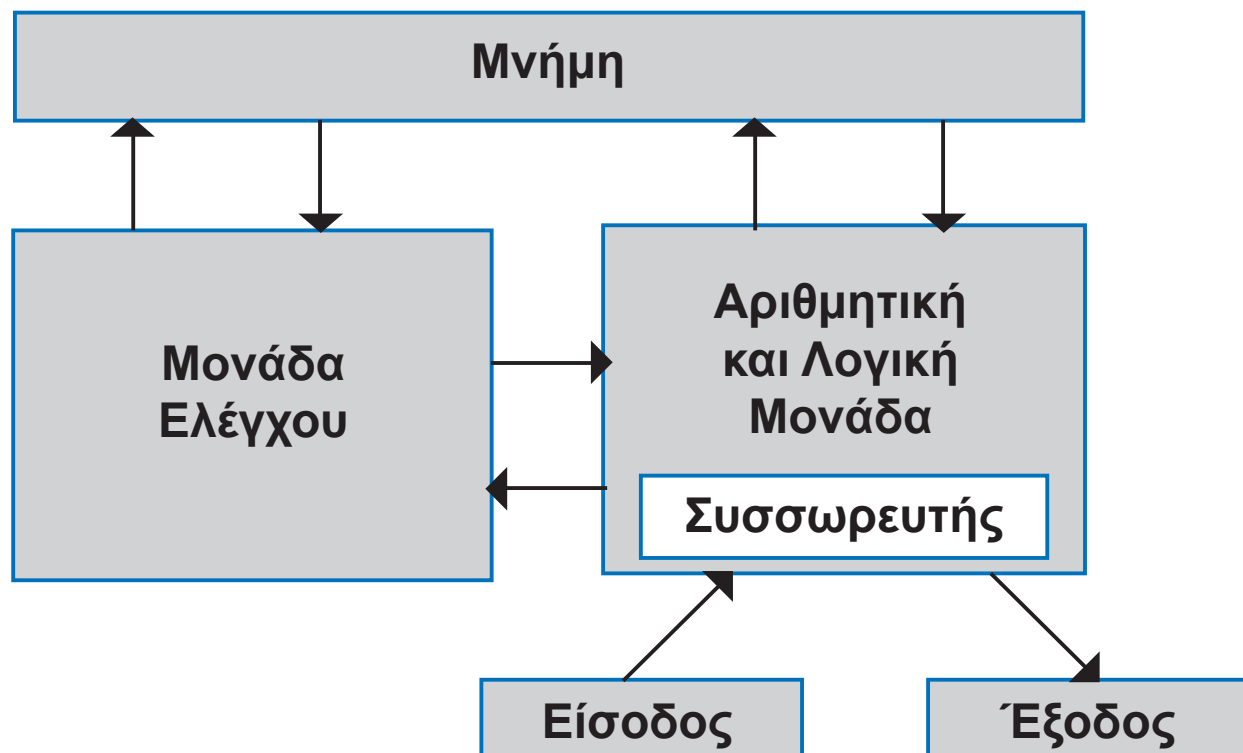 Μνήμη
Μονάδα
Ελέγχου
Αριθμητική
και Λογική
Μονάδα
Συσσωρευτής
Είσοδος
Έξοδος